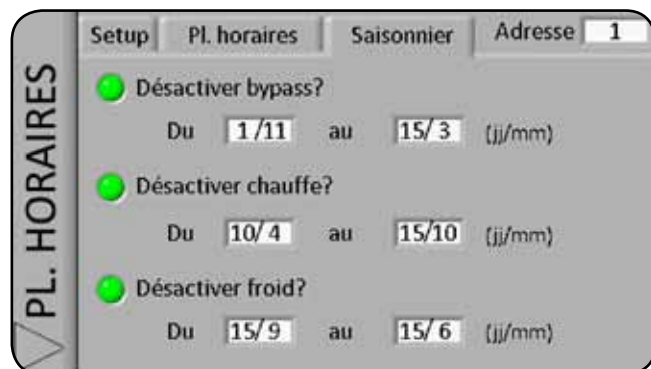 PL. HORAIRES
Setup Pl. horaires Saisonnier Adresse 1
Désactiver bypass?
Du 1/11 au 15/3 (jj/mm)
Désactiver chauffe?
Du 10/4 au 15/10 (jj/mm)
Désactiver froid?
Du 15/9 au 15/6 (jj/mm)